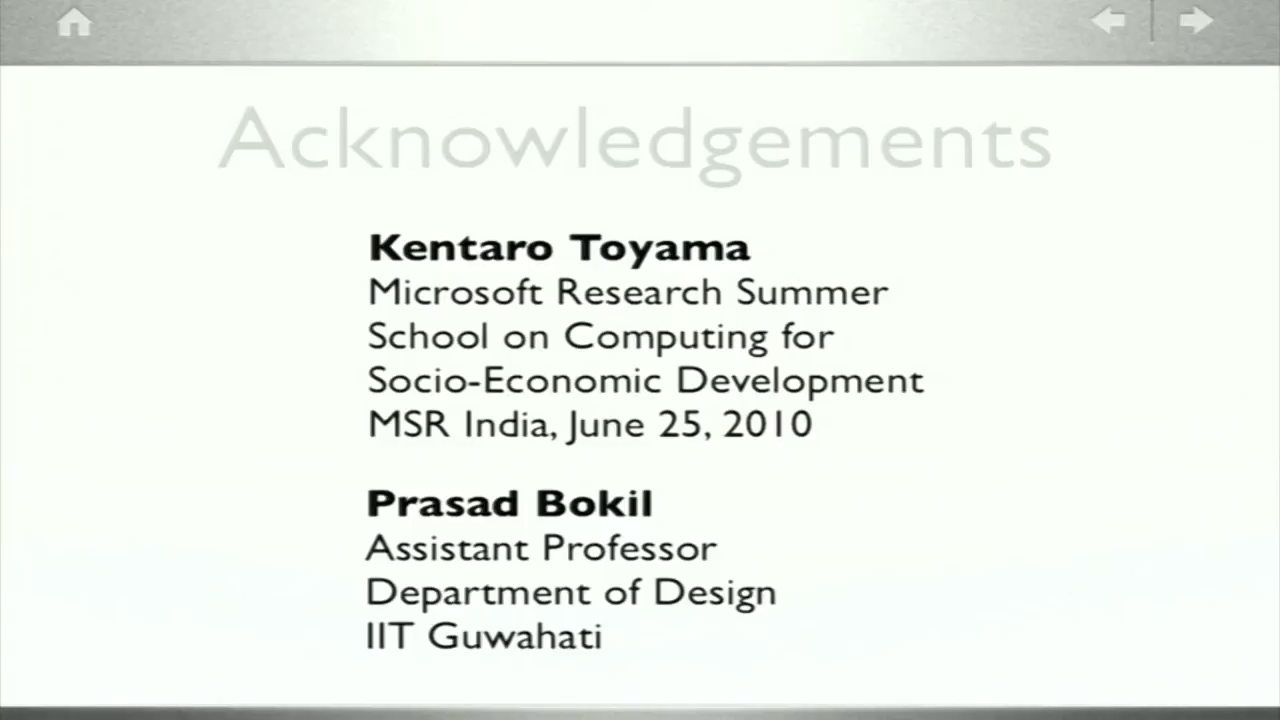 Acknowledgements
Kentaro Toyama
Microsoft Research Summer
School on Computing for
Socio-Economic Development
MSR India, June 25, 2010
Prasad Bokil
Assistant Professor
Department of Design
IIT Guwahati